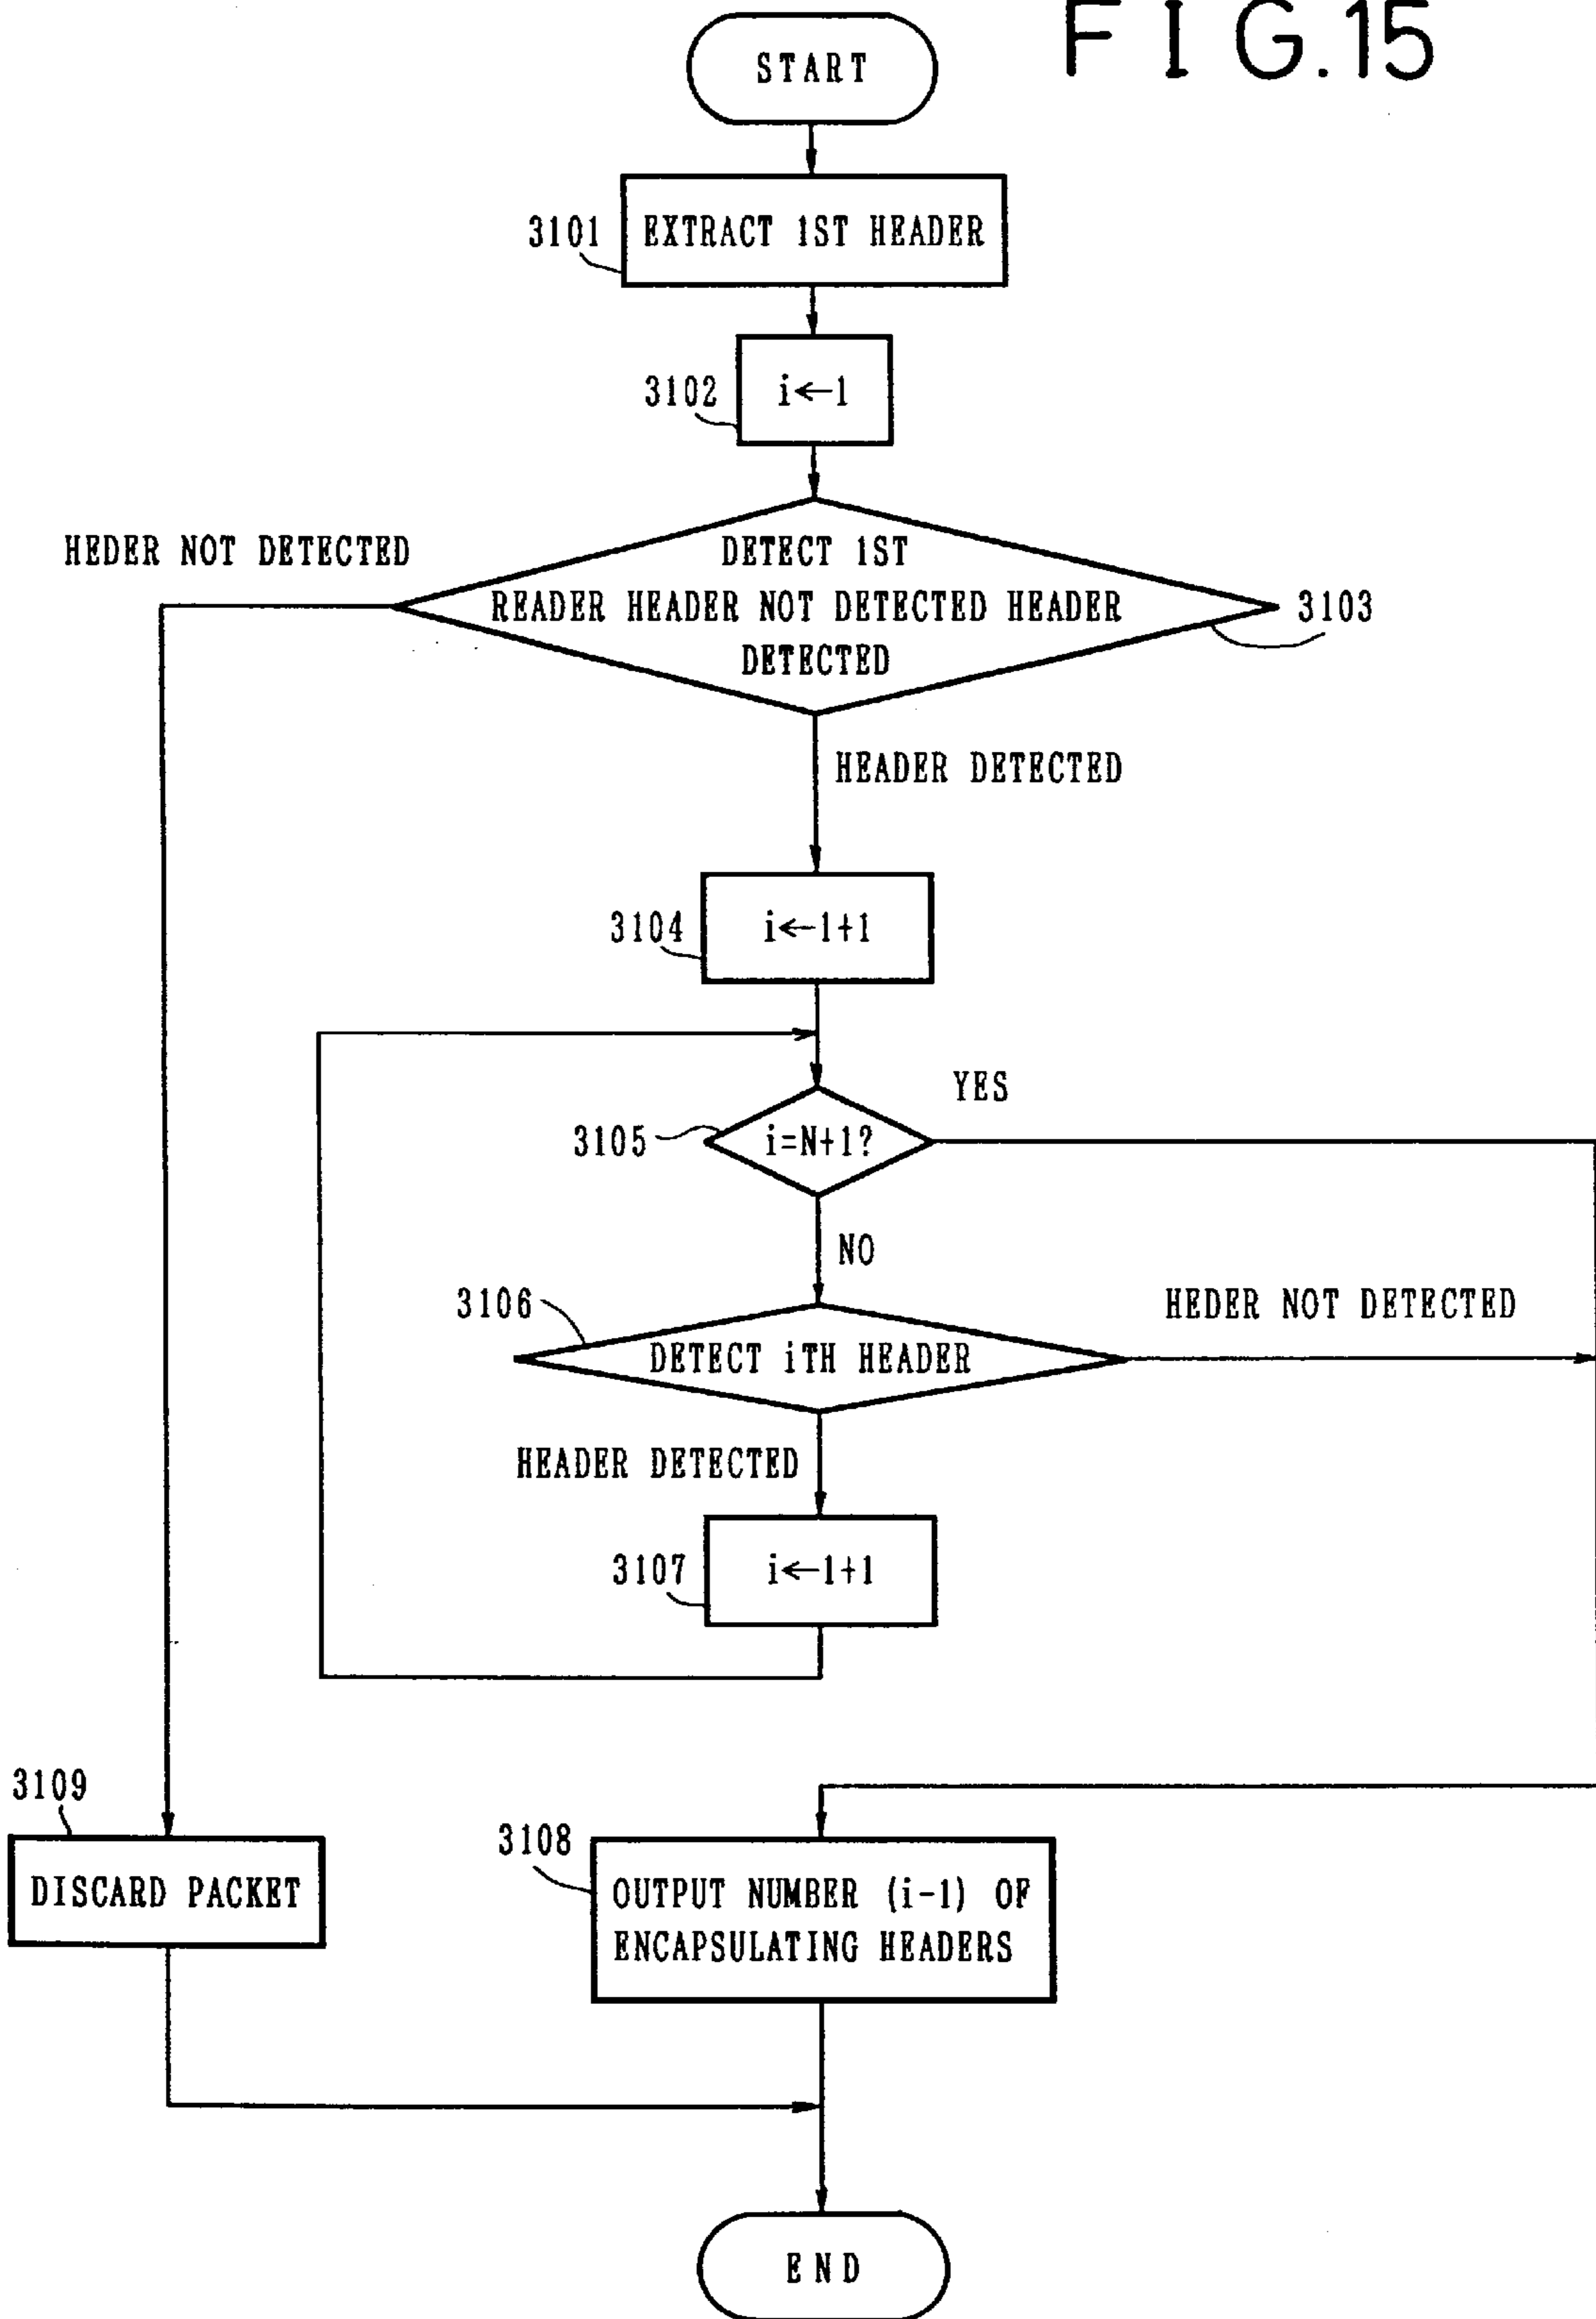 FIG.15
START
3101
EXTRACT 1ST HEADER
3102
i←1
HEDER NOT DETECTED
DETECT 1ST
READER HEADER NOT DETECTED HEADER
DETECTED
3103
HEADER DETECTED
3104
i←1+1
YES
3105
i=N+1?
NO
3106
HEDER NOT DETECTED
DETECT iTH HEADER
HEADER DETECTED
3107
i←1+1
3109
DISCARD PACKET
3108
OUTPUT NUMBER (i-1) OF
ENCAPSULATING HEADERS
END